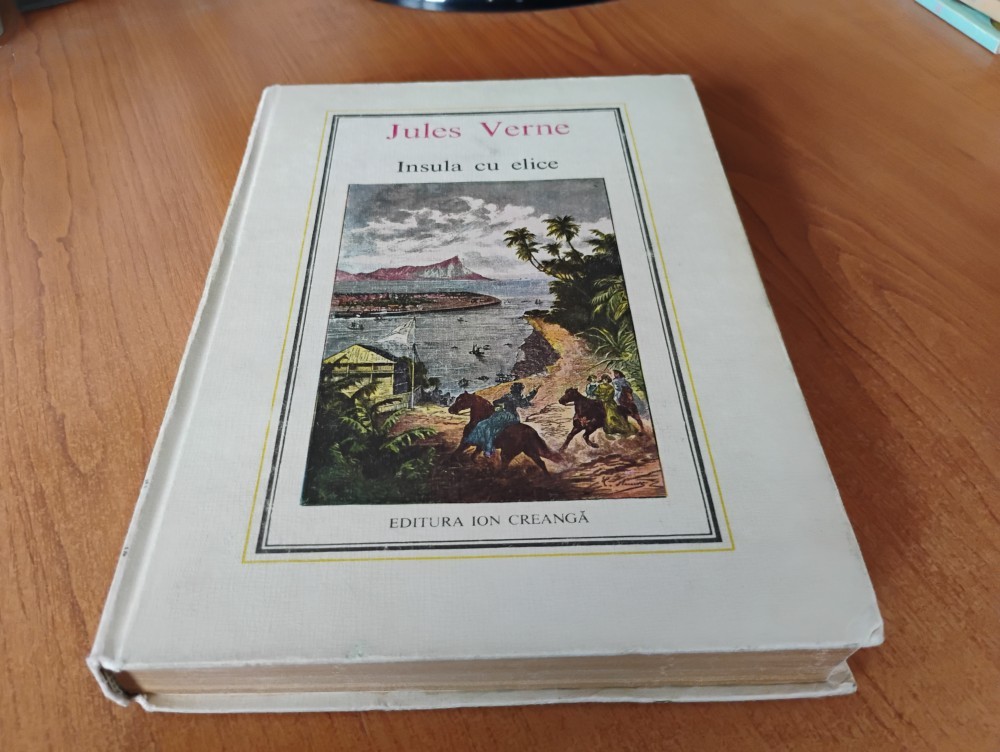 Jules Verne
Insula cu elice
EDITURA ION CREANGĂ